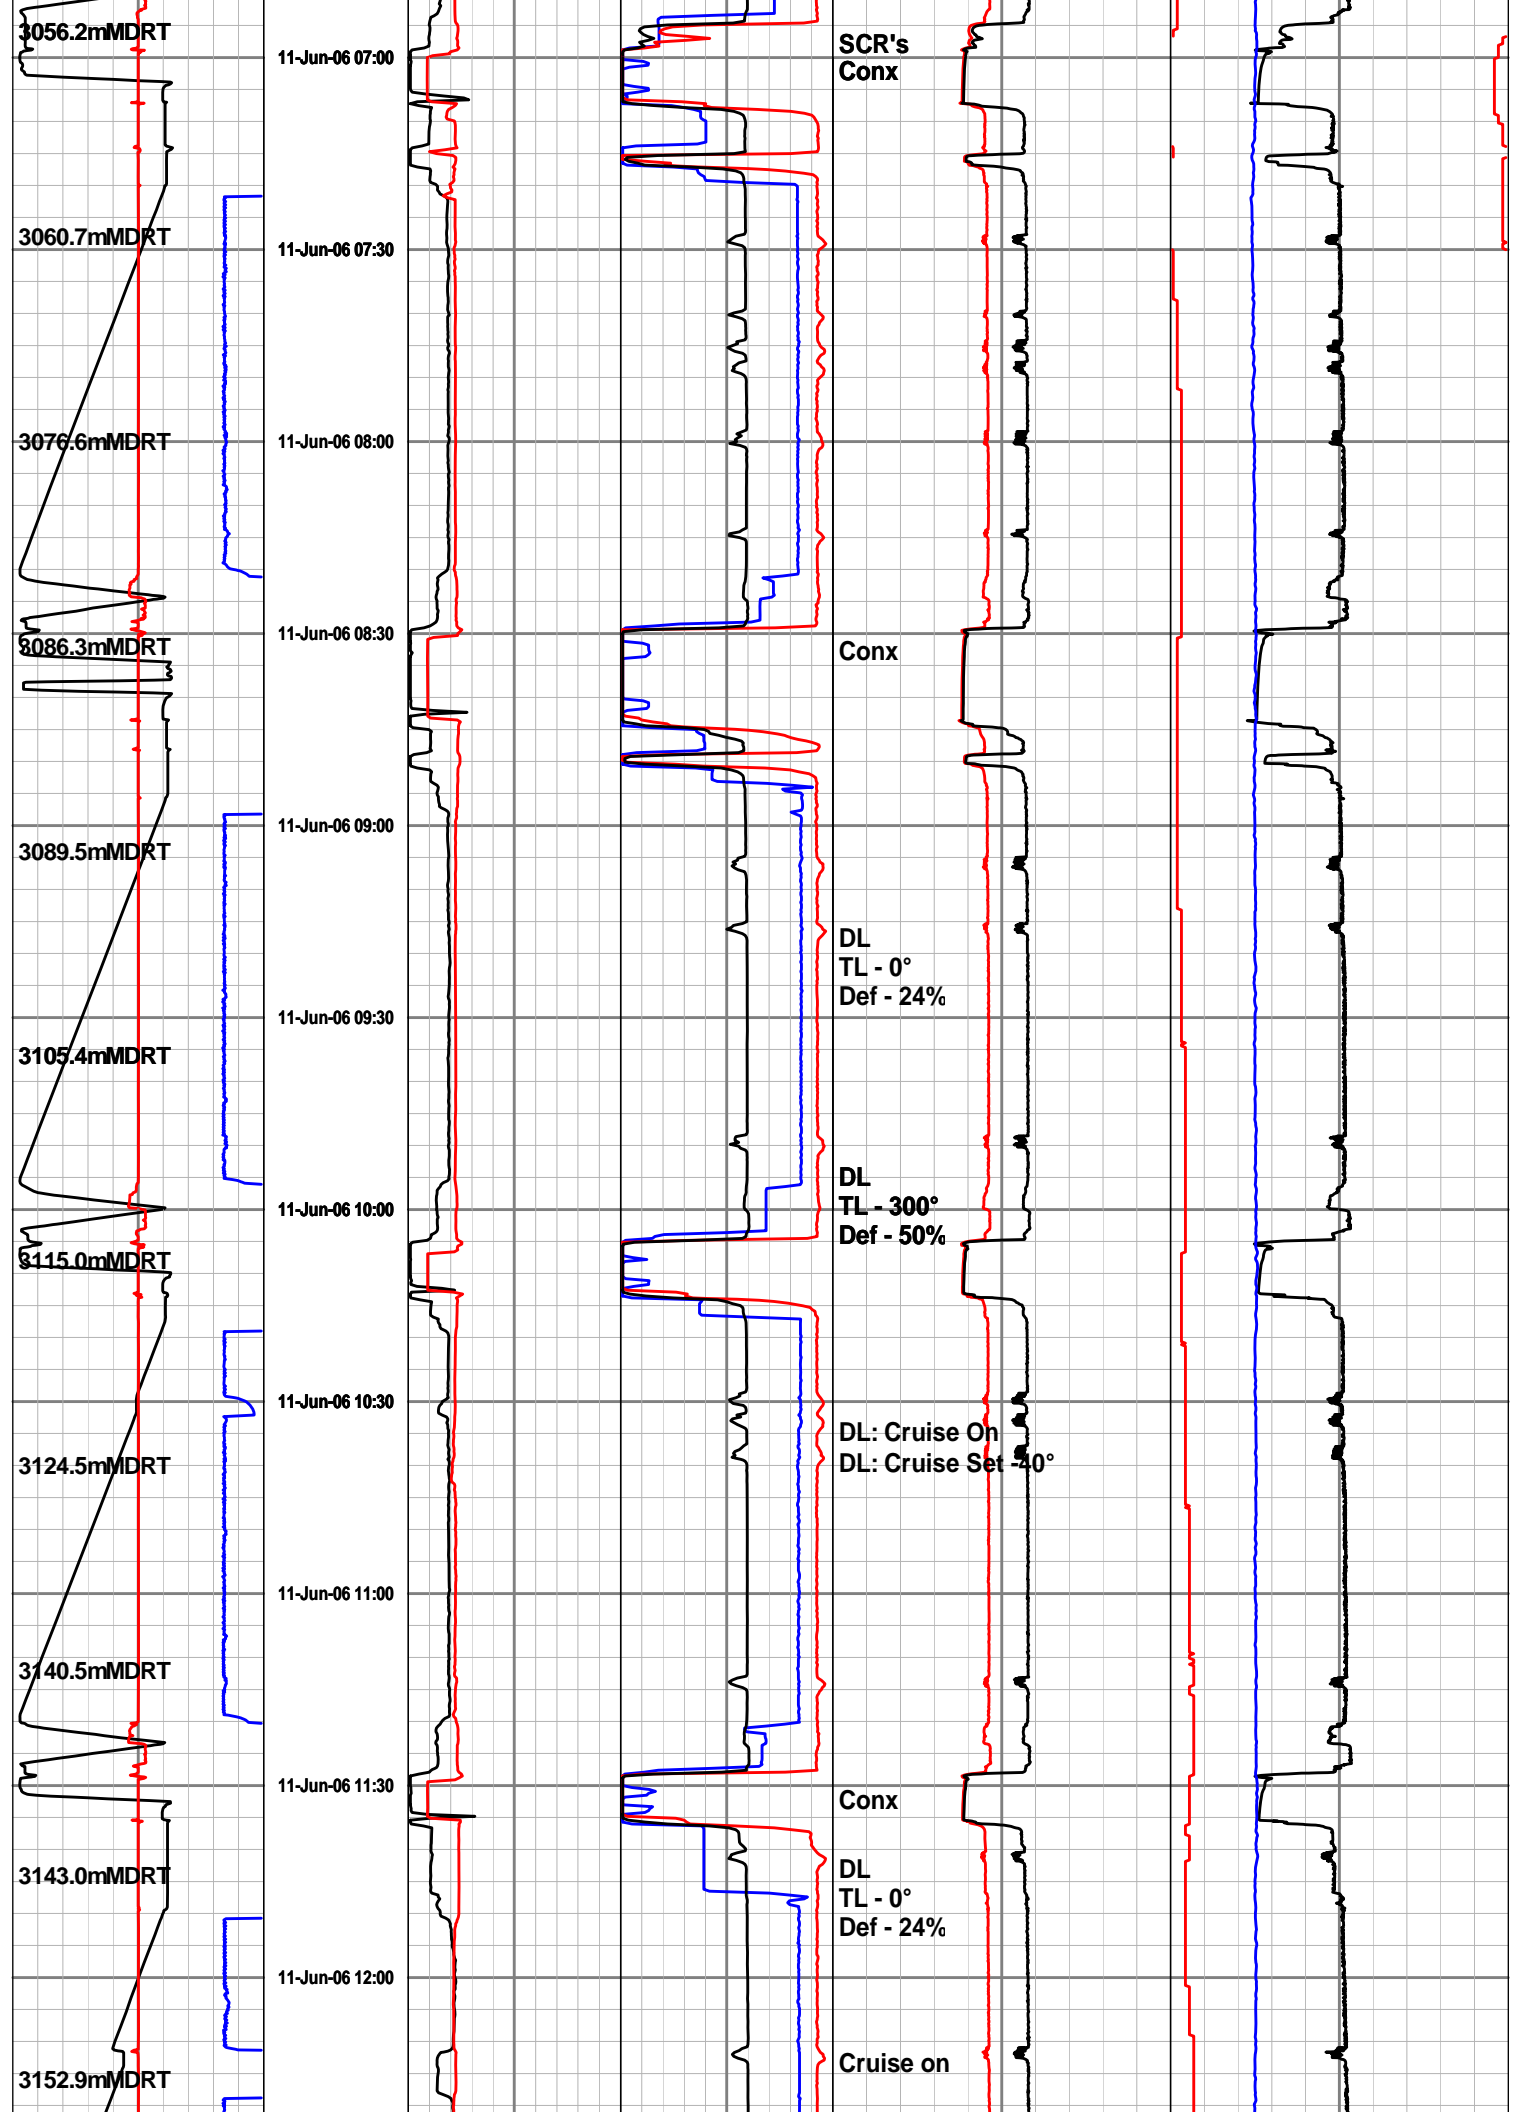 3056.2mMDRT
SCR's
11-Jun-06 07:00
Conx
3060.7mMDRT
11-Jun-06 07:30
3076.6mMDRT
11-Jun-06 08:00
11-Jun-06 08:30
3086.3mMDRT
Conx
11-Jun-06 09:00
3089.5mMDRT
DL
TL - 0°
Def - 24%
11-Jun-06 09:30
3105.4mMDRT
DL
TL - 300°
11-Jun-06 10:00
Def - 50%
3115.0mMDRT
11-Jun-06 10:30
DL: Cruise On
DL: Cruise Set -40°
3124.5mMDRT
11-Jun-06 11:00
3140.5mMDRT
11-Jun-06 11:30
Conx
3143.0mMDRT
DL
TL - 0°
Def - 24%
11-Jun-06 12:00
Cruise on
3152.9mMDRT